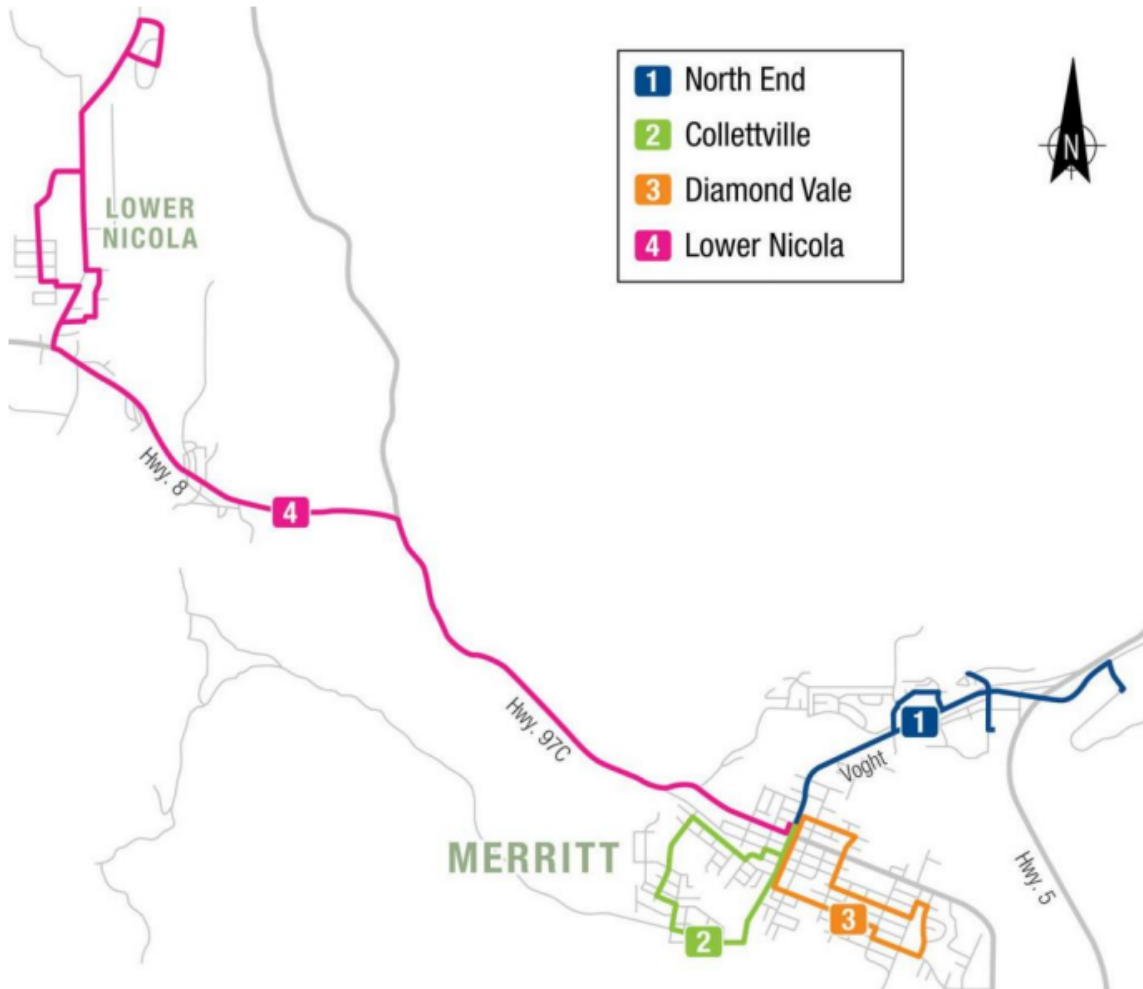 1 North End
2 Collettville
3 Diamond Vale
4 Lower Nicola
N
LOWER
NICOLA
Hwy. 8
4
Hwy. 97C
1
Voght
MERRITT
Hwy. 5
3
2